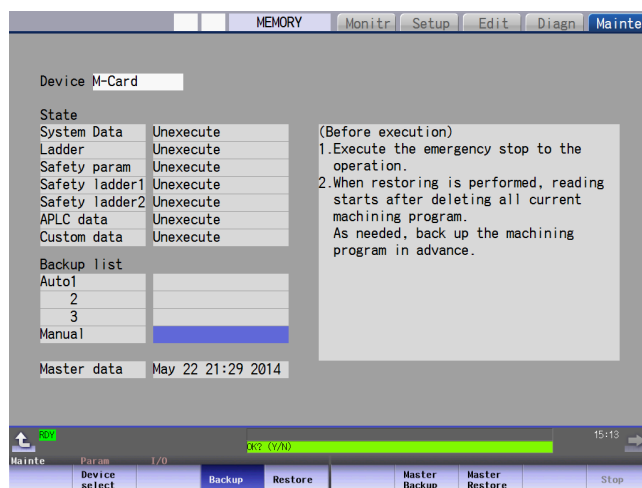 MEMORY Monitr Setup Edit Diagn Mainte
Device M-Card
State
System Data Unexecute
Ladder Unexecute
Safety param Unexecute
Safety ladder1 Unexecute
Safety ladder2 Unexecute
APLC data Unexecute
Custom data Unexecute
(Before execution)
1.Execute the emergency stop to the
operation.
2.When restoring is performed, reading
starts after deleting all current
machining program.
As needed, back up the machining
program in advance.
Backup list
Auto1
2
3
Manual
Master data May 22 21:29 2014
RDY 15:13
OK? (Y/N)
Mainte Param I/O
Device select Backup Restore Master Backup Master Restore Stop